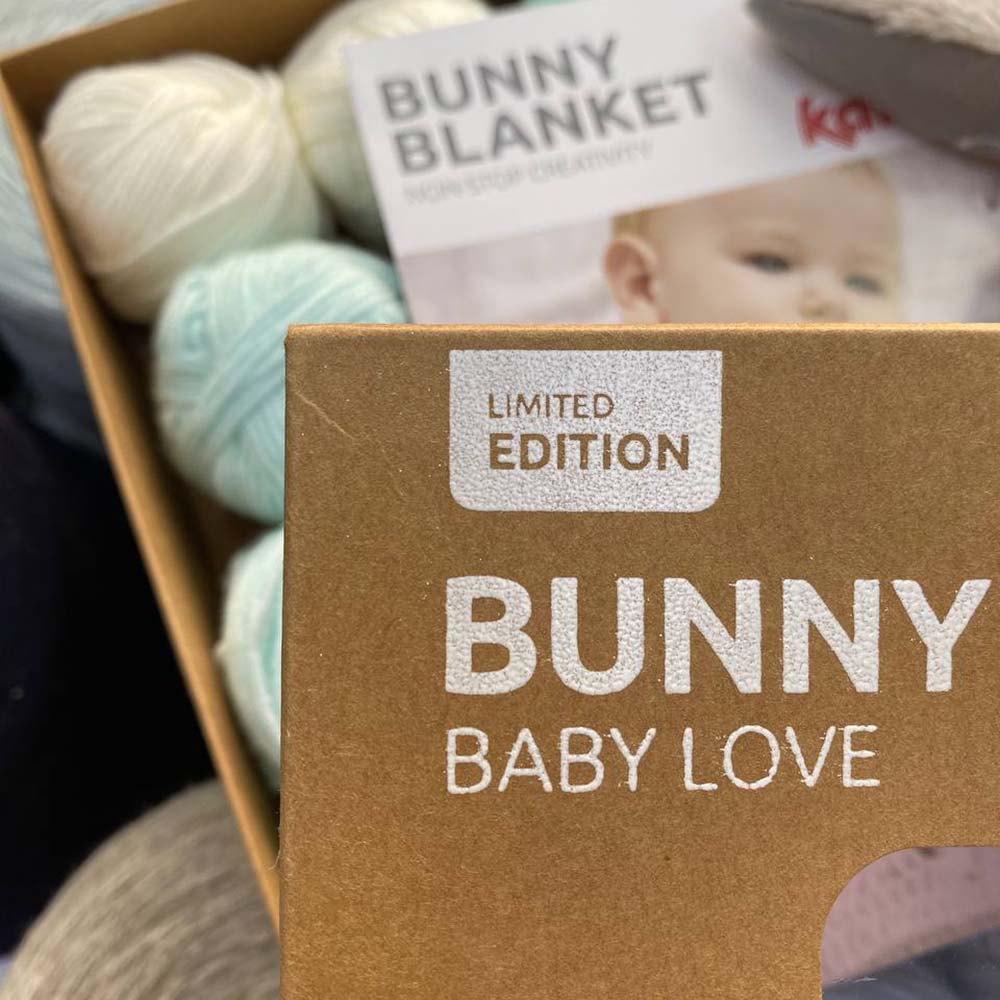 BUNNY
BLANKET
NON STOP CREATIVITY
LIMITED
EDITION
BUNNY
BABY LOVE